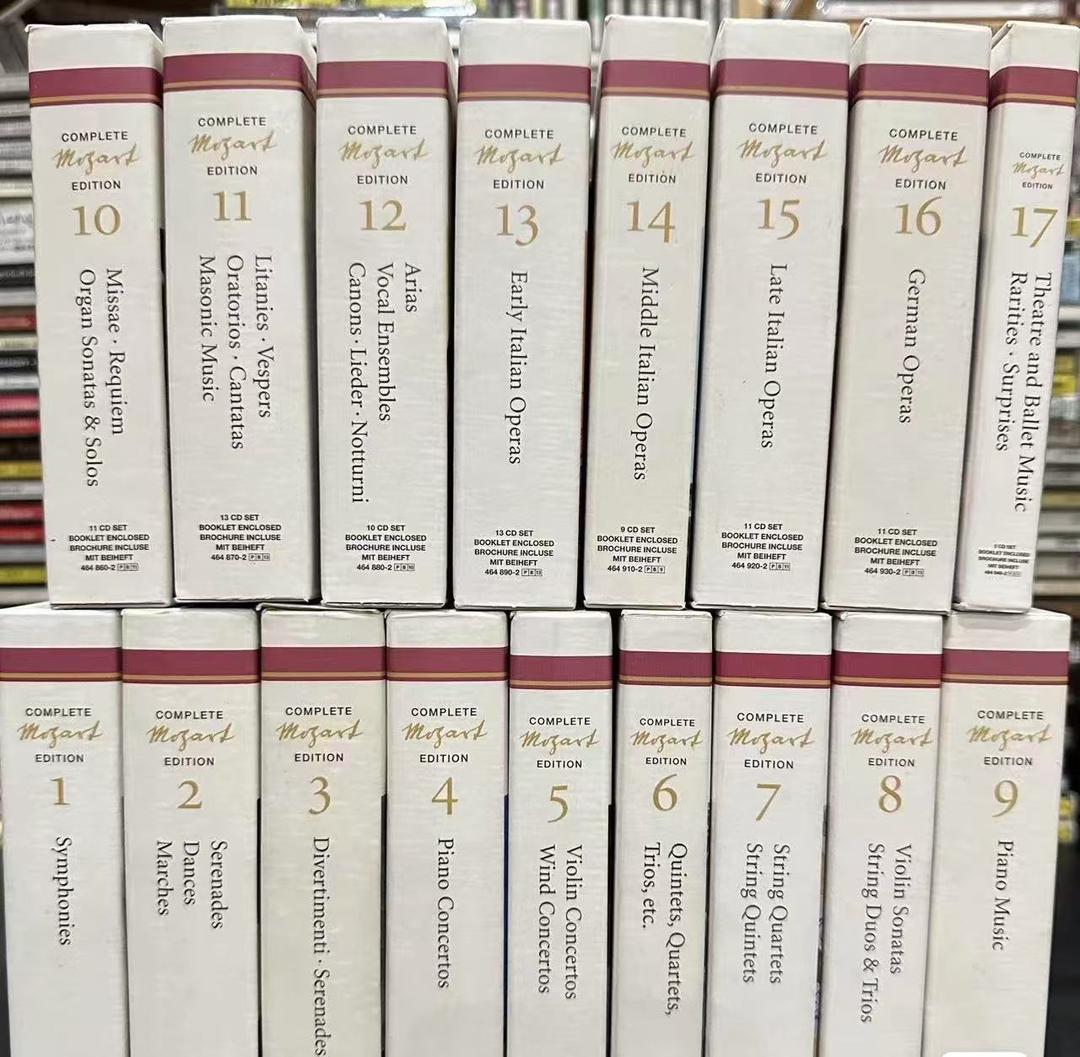 COMPLETE
Mozart
EDITION
10
Missae · Requiem
Organ Sonatas & Solos
11 CD SET
BOOKLET ENCLOSED
BROCHURE INCLUSE
MIT BEIHEFT
464 860-2 P B 11
COMPLETE
Mozart
EDITION
11
Litanies · Vespers
Oratorios · Cantatas
Masonic Music
13 CD SET
BOOKLET ENCLOSED
BROCHURE INCLUSE
MIT BEIHEFT
464 870-2 P B 13
COMPLETE
Mozart
EDITION
12
Arias
Vocal Ensembles
Canons · Lieder · Notturni
10 CD SET
BOOKLET ENCLOSED
BROCHURE INCLUSE
MIT BEIHEFT
464 880-2 P B 10
COMPLETE
Mozart
EDITION
13
Early Italian Operas
13 CD SET
BOOKLET ENCLOSED
BROCHURE INCLUSE
MIT BEIHEFT
464 890-2 P B 13
COMPLETE
Mozart
EDITION
14
Middle Italian Operas
9 CD SET
BOOKLET ENCLOSED
BROCHURE INCLUSE
MIT BEIHEFT
464 910-2 P B 9
COMPLETE
Mozart
EDITION
15
Late Italian Operas
11 CD SET
BOOKLET ENCLOSED
BROCHURE INCLUSE
MIT BEIHEFT
464 920-2 P B 11
COMPLETE
Mozart
EDITION
16
German Operas
11 CD SET
BOOKLET ENCLOSED
BROCHURE INCLUSE
MIT BEIHEFT
464 930-2 P B 11
COMPLETE
Mozart
EDITION
17
Theatre and Ballet Music
Rarities · Surprises
CD SET
BOOKLET ENCLOSED
BROCHURE INCLUSE
MIT BEIHEFT
COMPLETE
Mozart
EDITION
1
Symphonies
COMPLETE
Mozart
EDITION
2
Serenades
Dances
Marches
COMPLETE
Mozart
EDITION
3
Divertimenti · Serenades
COMPLETE
Mozart
EDITION
4
Piano Concertos
COMPLETE
Mozart
EDITION
5
Violin Concertos
Wind Concertos
COMPLETE
Mozart
EDITION
6
Quintets, Quartets,
Trios, etc.
COMPLETE
Mozart
EDITION
7
String Quartets
String Quintets
COMPLETE
Mozart
EDITION
8
Violin Sonatas
String Duos & Trios
COMPLETE
Mozart
EDITION
9
Piano Music